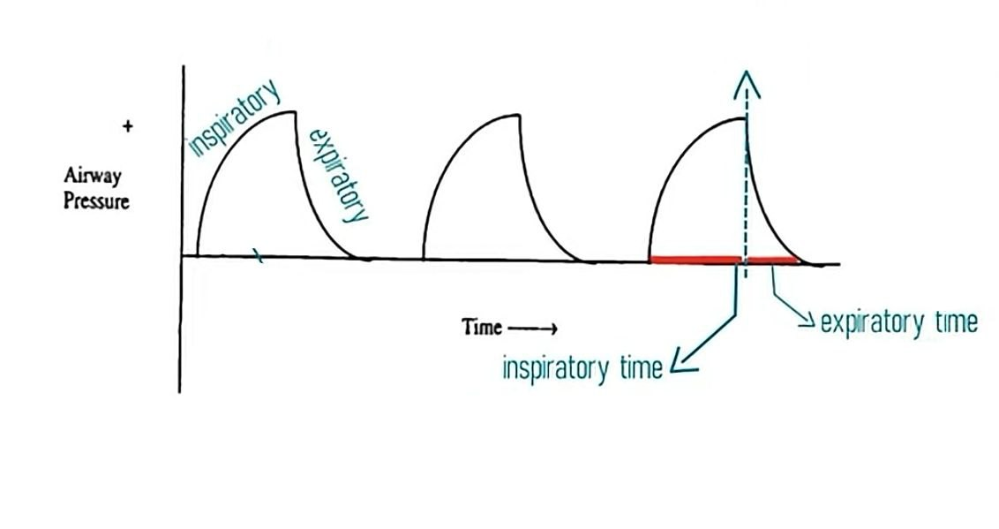 inspiratory
expiratory
+
Airway
Pressure
Time
expiratory time
inspiratory time